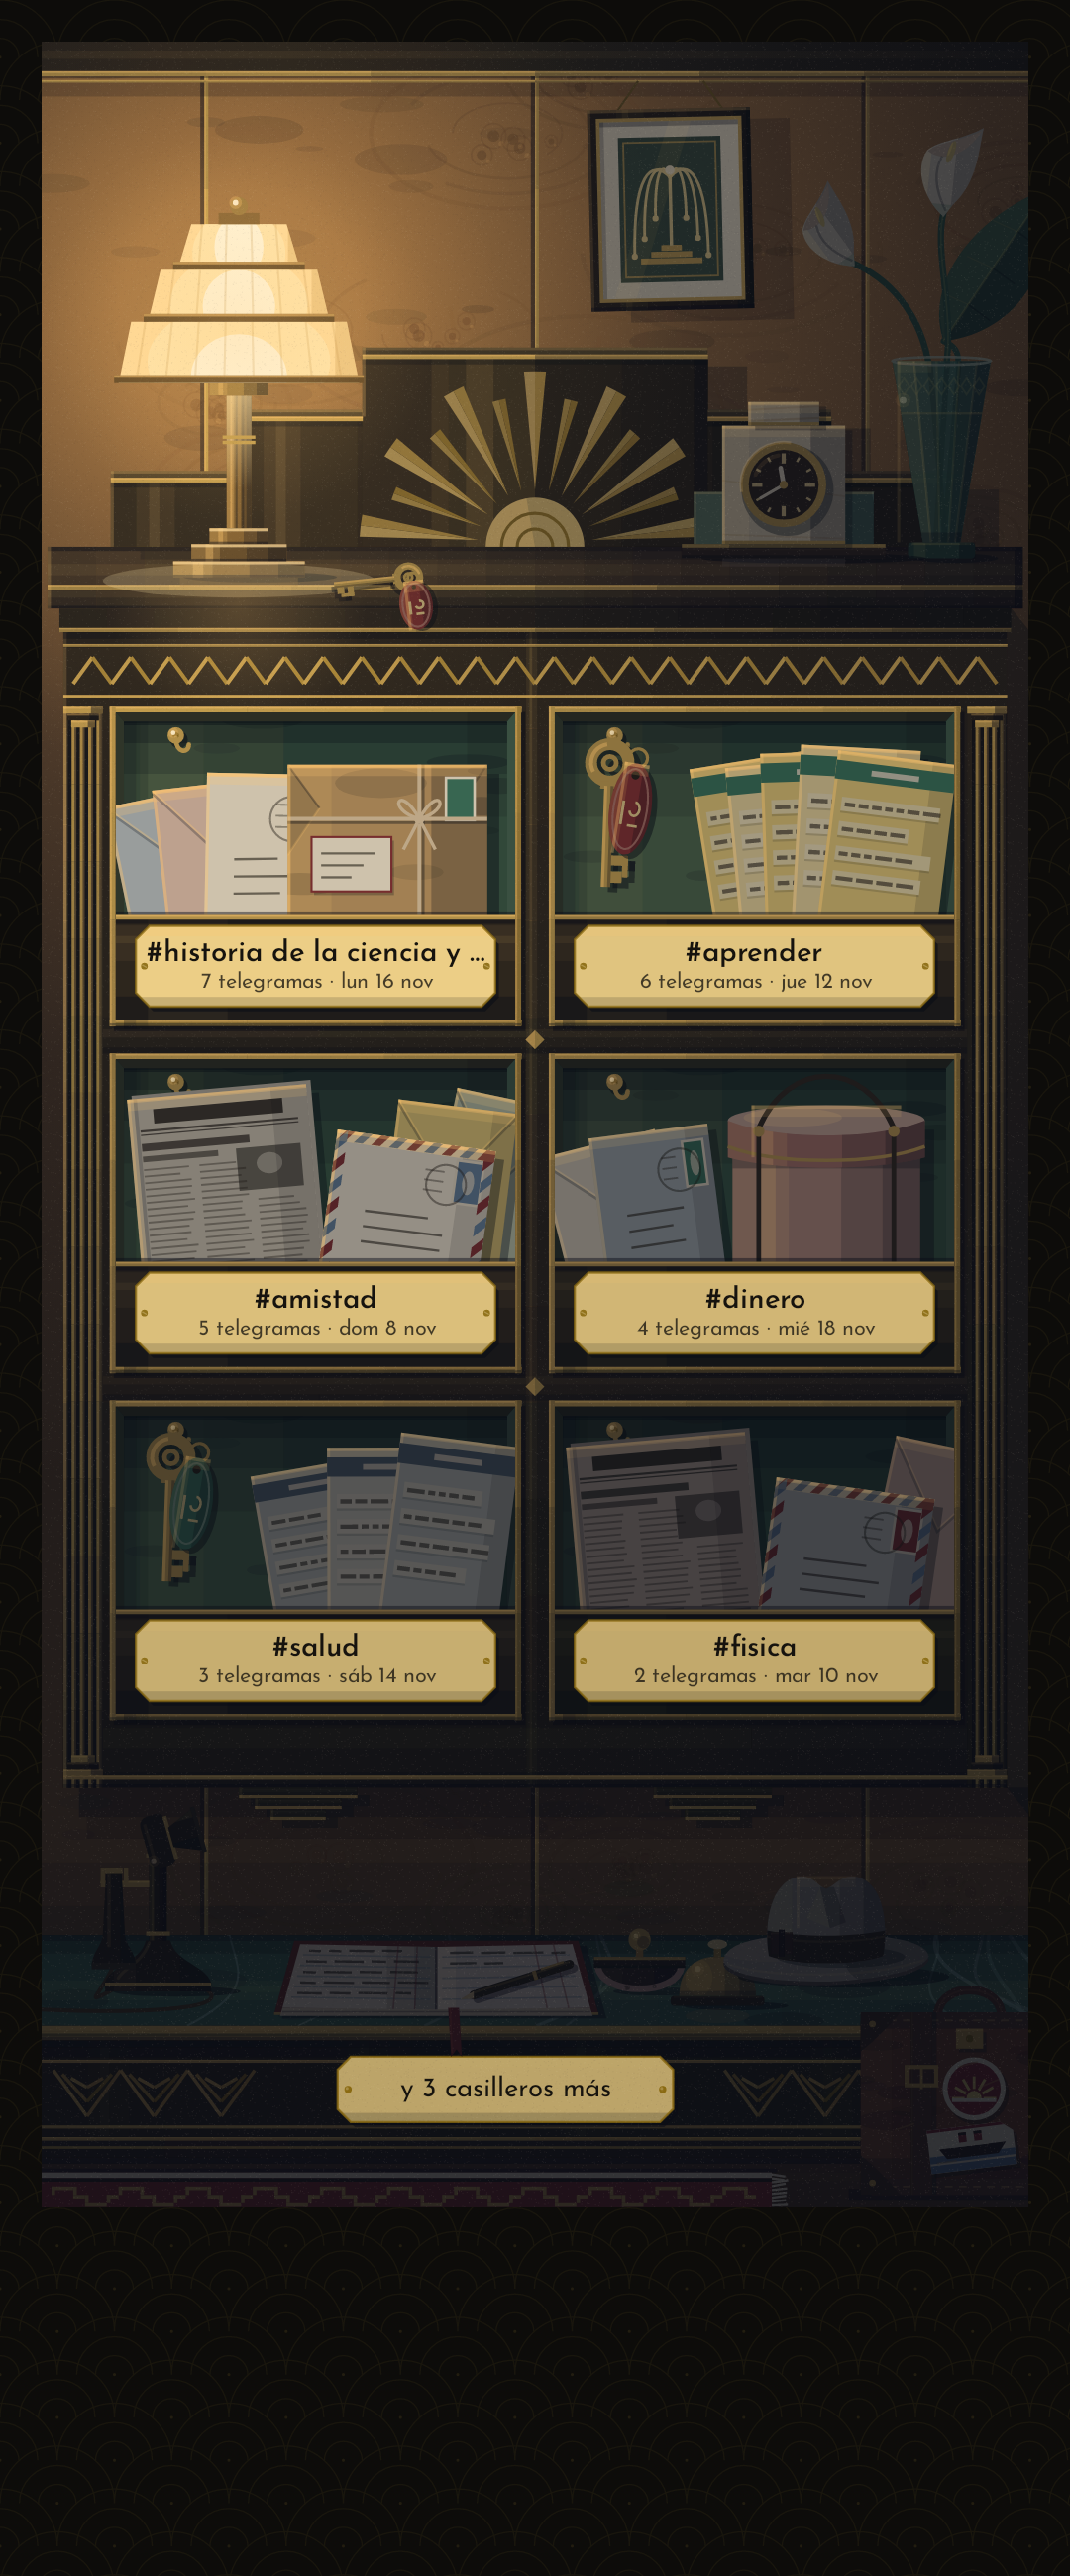 #historia de la ciencia y ...
7 telegramas · lun 16 nov
#aprender
6 telegramas · jue 12 nov
#amistad
5 telegramas · dom 8 nov
#dinero
4 telegramas · mié 18 nov
#salud
3 telegramas · sáb 14 nov
#fisica
2 telegramas · mar 10 nov
y 3 casilleros más